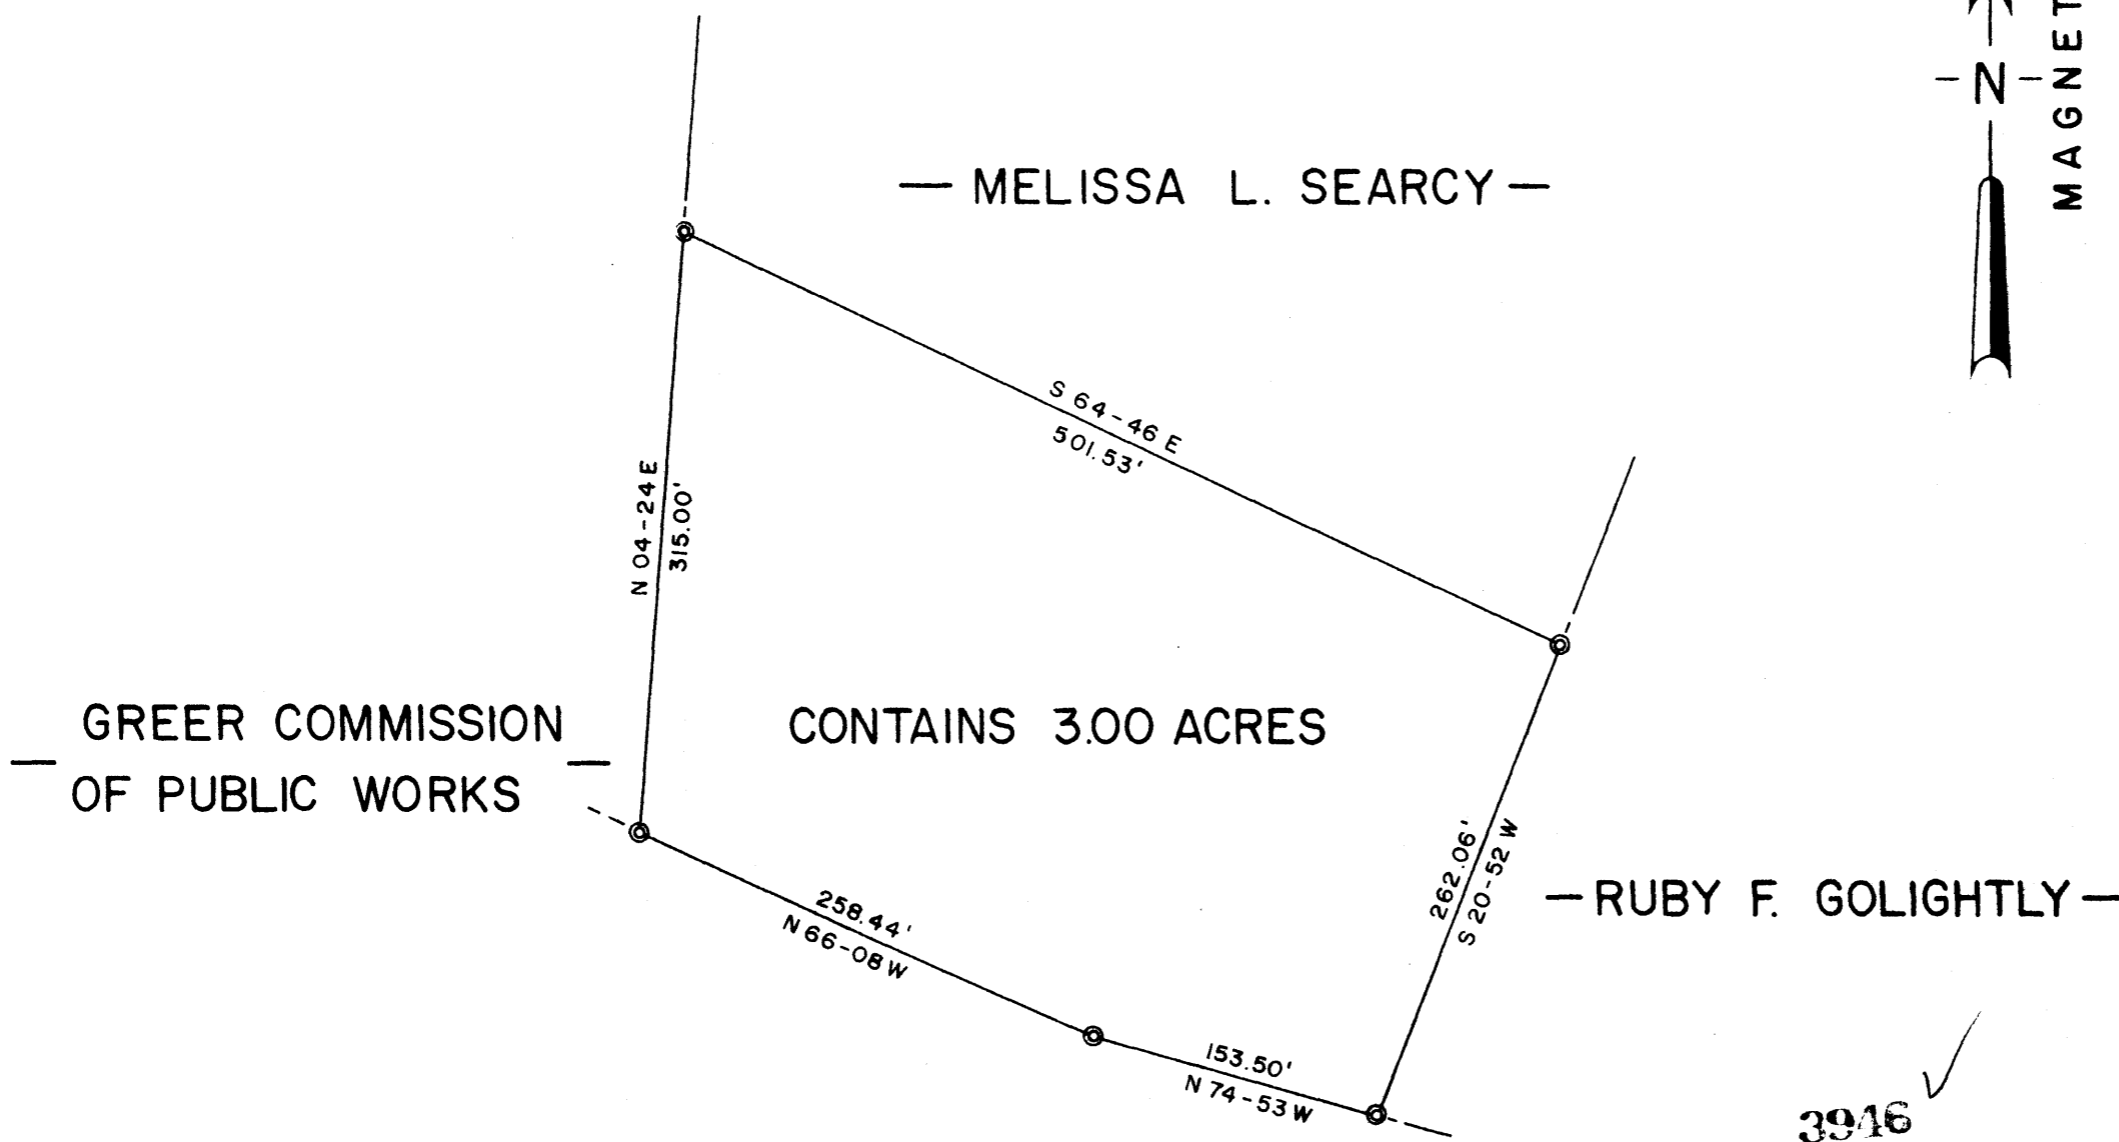 MAGNET
- N -
— MELISSA L. SEARCY —
S 64-46 E
501.53'
N 04-24 E
315.00'
— GREER COMMISSION
OF PUBLIC WORKS —
CONTAINS 3.00 ACRES
262.06'
S 20-52 W
— RUBY F. GOLIGHTLY —
258.44'
N 66-08 W
153.50'
N 74-53 W
3946